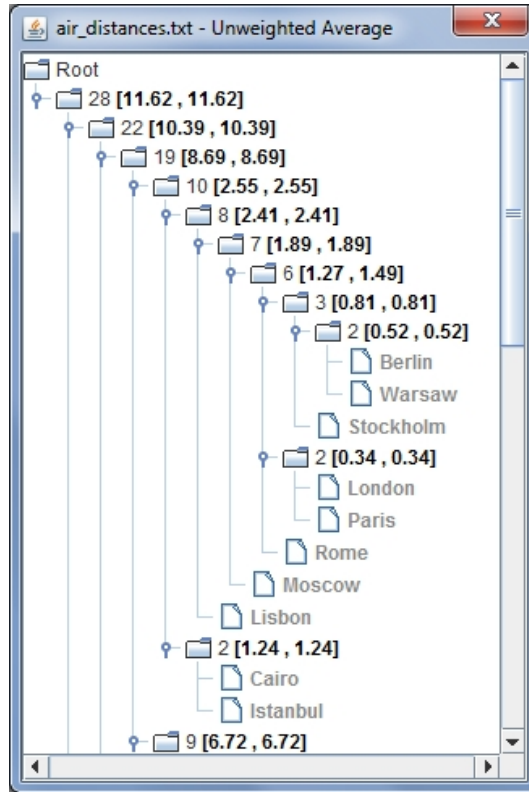 air_distances.txt - Unweighted Average
Root
28 [11.62 , 11.62]
22 [10.39 , 10.39]
19 [8.69 , 8.69]
10 [2.55 , 2.55]
8 [2.41 , 2.41]
7 [1.89 , 1.89]
6 [1.27 , 1.49]
3 [0.81 , 0.81]
2 [0.52 , 0.52]
Berlin
Warsaw
Stockholm
2 [0.34 , 0.34]
London
Paris
Rome
Moscow
Lisbon
2 [1.24 , 1.24]
Cairo
Istanbul
9 [6.72 , 6.72]